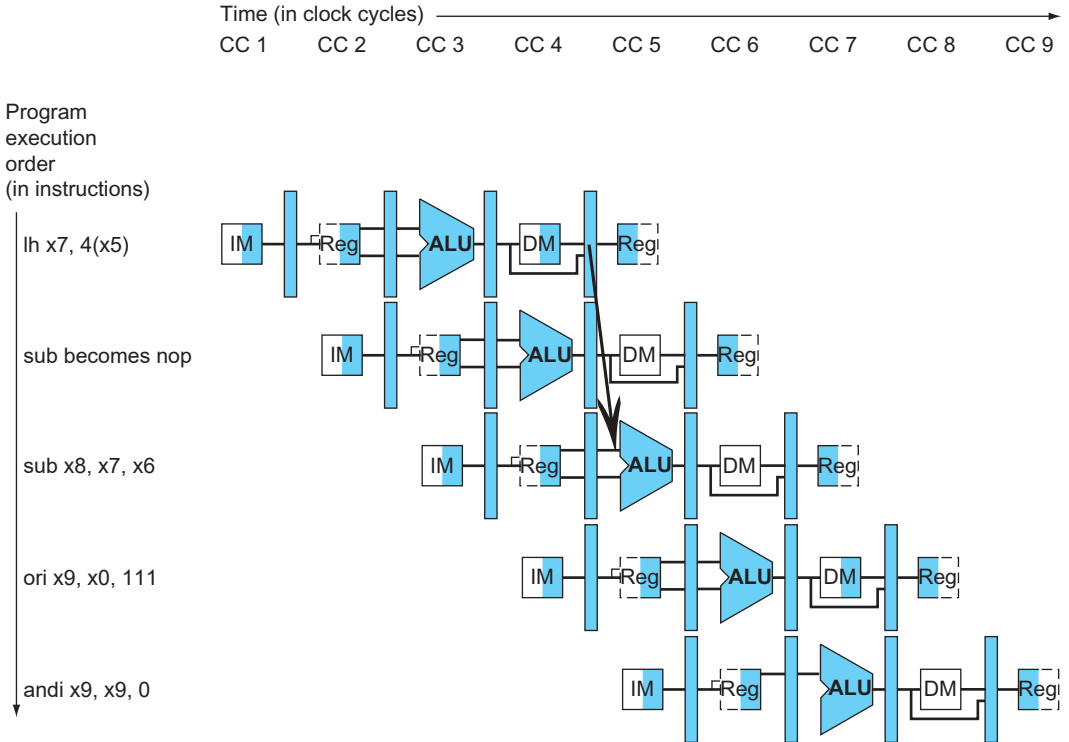 Time (in clock cycles)
CC 1 CC 2 CC 3 CC 4 CC 5 CC 6 CC 7 CC 8 CC 9
Program
execution
order
(in instructions)
lh x7, 4(x5)
IM Reg ALU DM Reg
sub becomes nop
IM Reg ALU DM Reg
sub x8, x7, x6
IM Reg ALU DM Reg
ori x9, x0, 111
IM Reg ALU DM Reg
andi x9, x9, 0
IM Reg ALU DM Reg